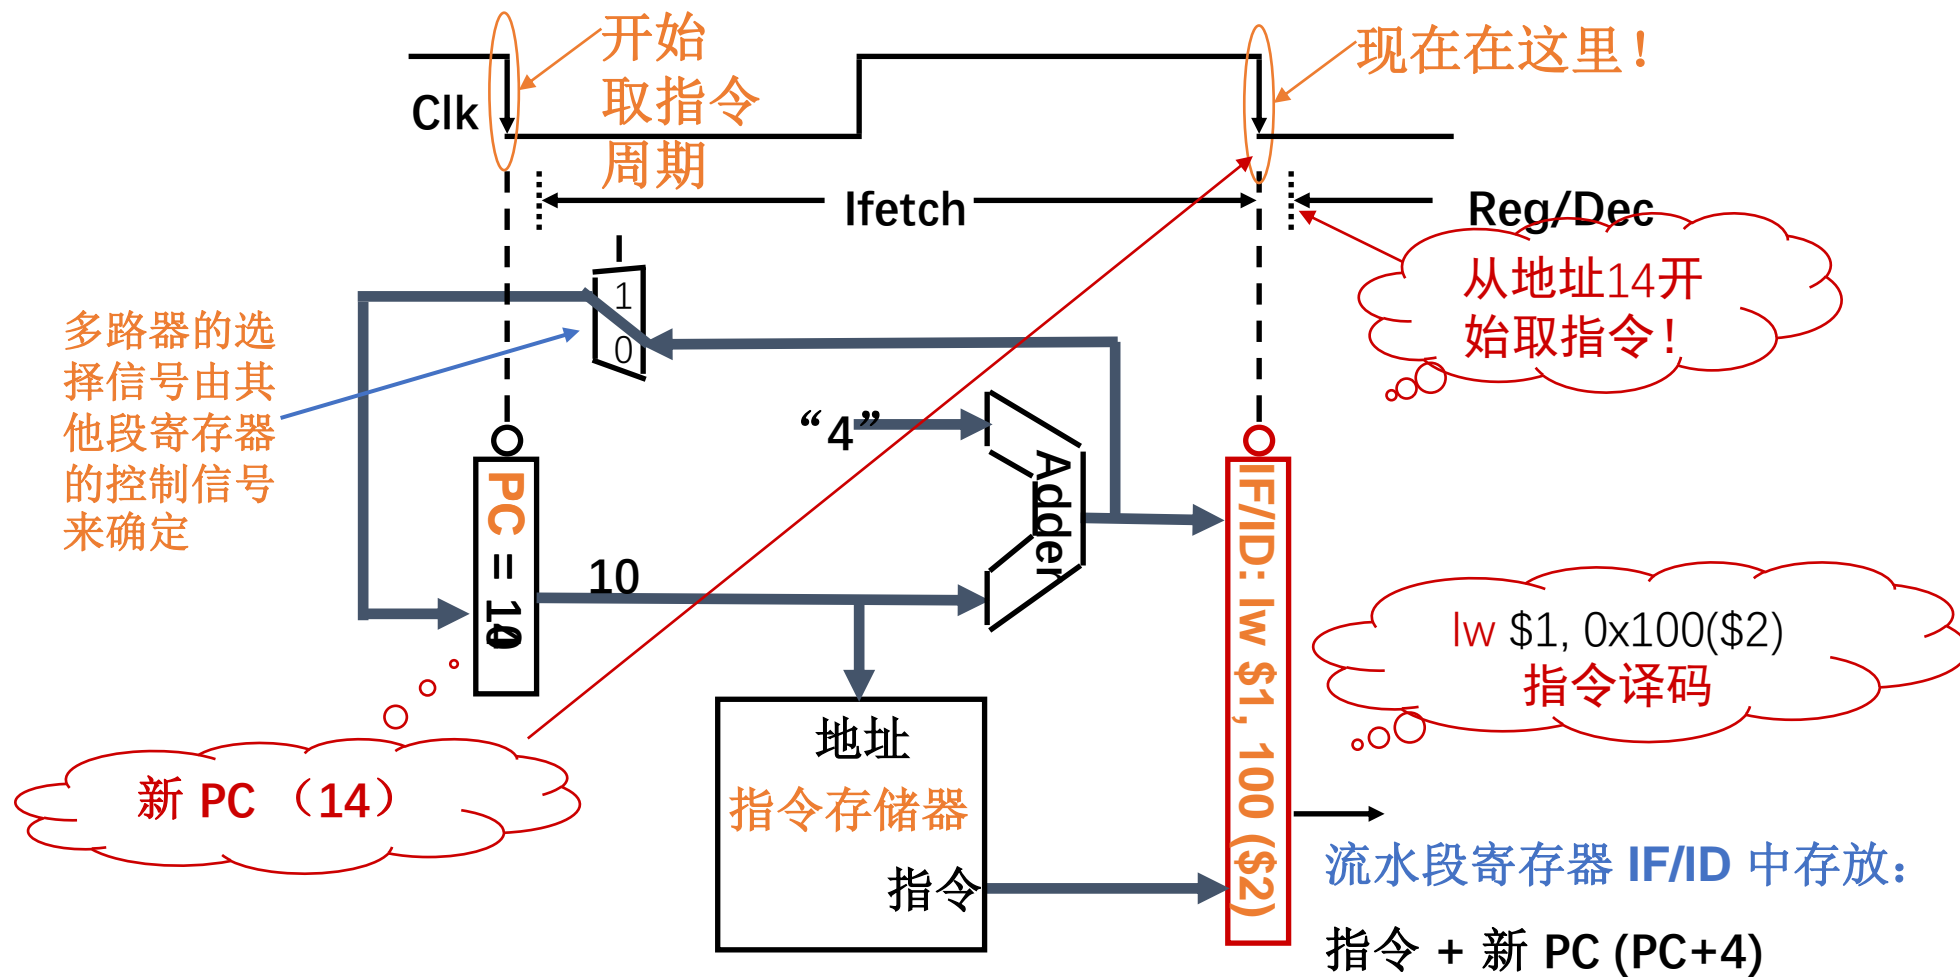 开始
取指令
周期
现在在这里！
Clk
Ifetch
Reg/Dec
从地址14开
始取指令！
1
0
多路器的选
择信号由其
他段寄存器
的控制信号
来确定
“4”
Adder
PC = 10
10
IF/ID: lw $1, 100 ($2)
lw $1, 0x100($2)
指令译码
新 PC （14）
地址
指令存储器
指令
流水段寄存器 IF/ID 中存放：
指令 + 新 PC (PC+4)